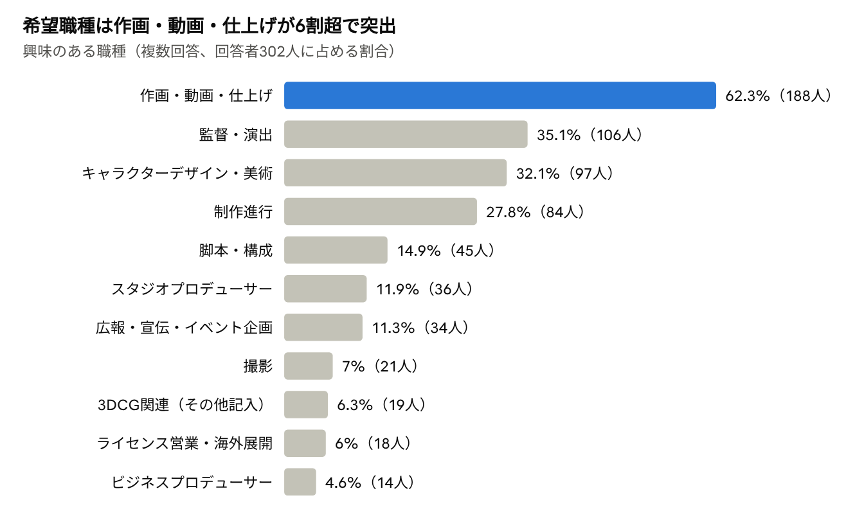 希望職種は作画・動画・仕上げが6割超で突出
興味のある職種（複数回答、回答者302人に占める割合）
作画・動画・仕上げ 62.3%（188人）
監督・演出 35.1%（106人）
キャラクターデザイン・美術 32.1%（97人）
制作進行 27.8%（84人）
脚本・構成 14.9%（45人）
スタジオプロデューサー 11.9%（36人）
広報・宣伝・イベント企画 11.3%（34人）
撮影 7%（21人）
3DCG関連（その他記入） 6.3%（19人）
ライセンス営業・海外展開 6%（18人）
ビジネスプロデューサー 4.6%（14人）